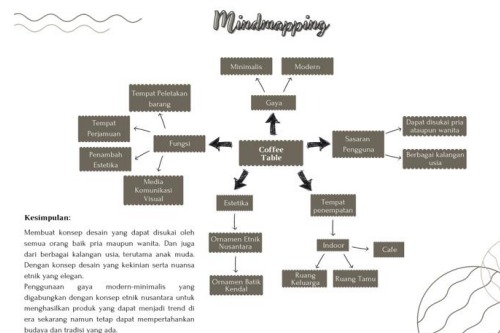 Mindmapping
Minimalis
Modern
Gaya
Tempat Peletakan
barang
Tempat
Perjamuan
Fungsi
Penambah
Estetika
Media
Komunikasi
Visual
Coffee
Table
Sasaran
Pengguna
Dapat disukai pria
ataupun wanita
Berbagai kalangan
usia
Estetika
Ornamen Etnik
Nusantara
Ornamen Batik
Kendal
Tempat
penempatan
Indoor
Cafe
Ruang
Keluarga
Ruang Tamu
Kesimpulan:
Membuat konsep desain yang dapat disukai oleh
semua orang baik pria maupun wanita. Dan juga
dari berbagai kalangan usia, terutama anak muda.
Dengan konsep desain yang kekinian serta nuansa
etnik yang elegan.
Penggunaan gaya modern-minimalis yang
digabungkan dengan konsep etnik nusantara untuk
menghasilkan produk yang dapat menjadi trend di
era sekarang namun tetap dapat mempertahankan
budaya dan tradisi yang ada.